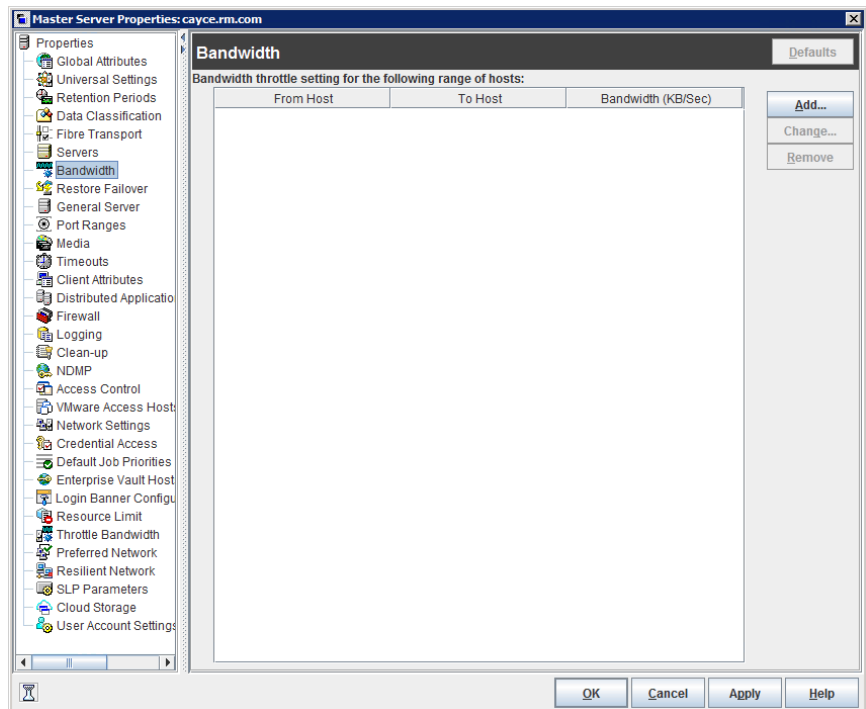 Master Server Properties: cayce.rm.com
Properties
Global Attributes
Universal Settings
Retention Periods
Data Classification
Fibre Transport
Servers
Bandwidth
Restore Failover
General Server
Port Ranges
Media
Timeouts
Client Attributes
Distributed Applicatio
Firewall
Logging
Clean-up
NDMP
Access Control
VMware Access Hosts
Network Settings
Credential Access
Default Job Priorities
Enterprise Vault Host
Login Banner Configu
Resource Limit
Throttle Bandwidth
Preferred Network
Resilient Network
SLP Parameters
Cloud Storage
User Account Settings
Bandwidth
Defaults
Bandwidth throttle setting for the following range of hosts:
From Host To Host Bandwidth (KB/Sec)
Add...
Change...
Remove
OK Cancel Apply Help